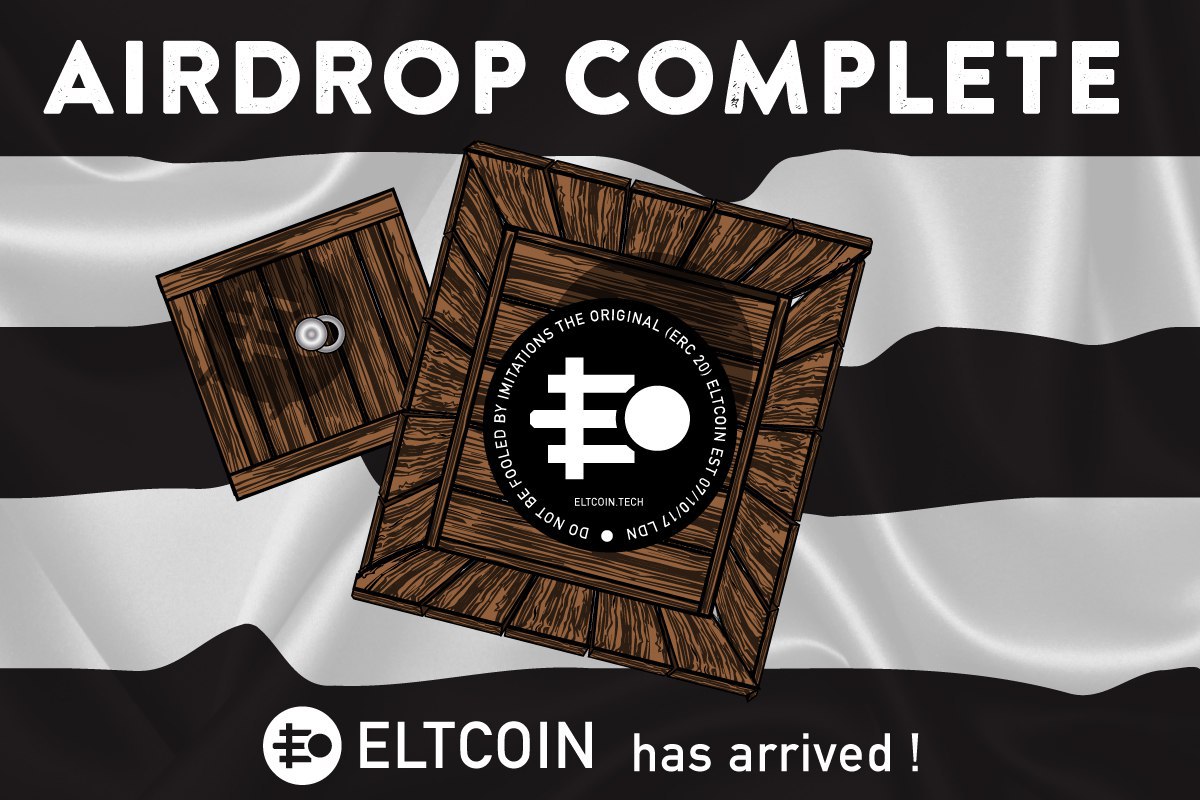 AIRDROP COMPLETE
DO NOT BE FOOLED BY IMITATIONS THE ORIGINAL (ERC 20) ELTCOIN EST 07/10/17 LDN
ELTCOIN.TECH
ELTCOIN has arrived !